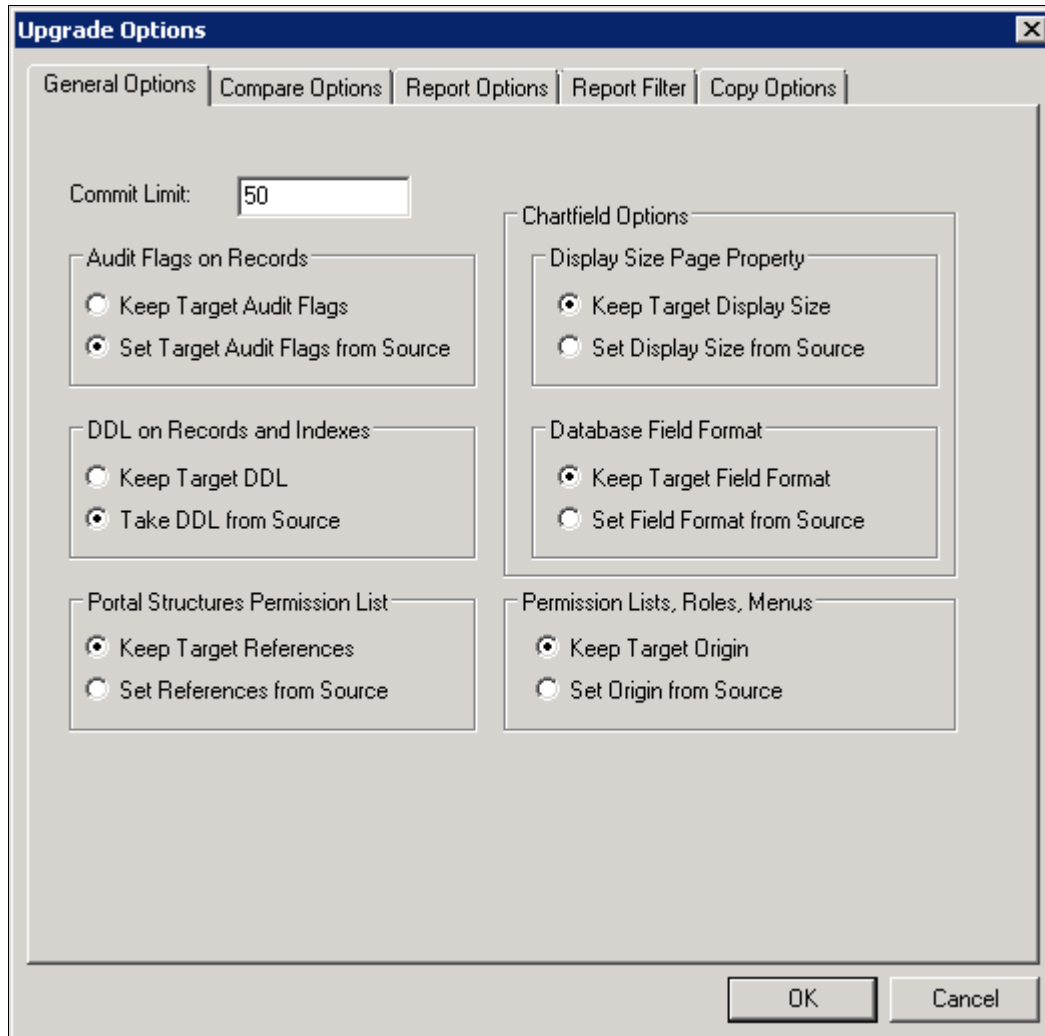 Upgrade Options
General Options
Compare Options
Report Options
Report Filter
Copy Options
Commit Limit:
50
Audit Flags on Records
Keep Target Audit Flags
Set Target Audit Flags from Source
DDL on Records and Indexes
Keep Target DDL
Take DDL from Source
Portal Structures Permission List
Keep Target References
Set References from Source
Chartfield Options
Display Size Page Property
Keep Target Display Size
Set Display Size from Source
Database Field Format
Keep Target Field Format
Set Field Format from Source
Permission Lists, Roles, Menus
Keep Target Origin
Set Origin from Source
OK
Cancel